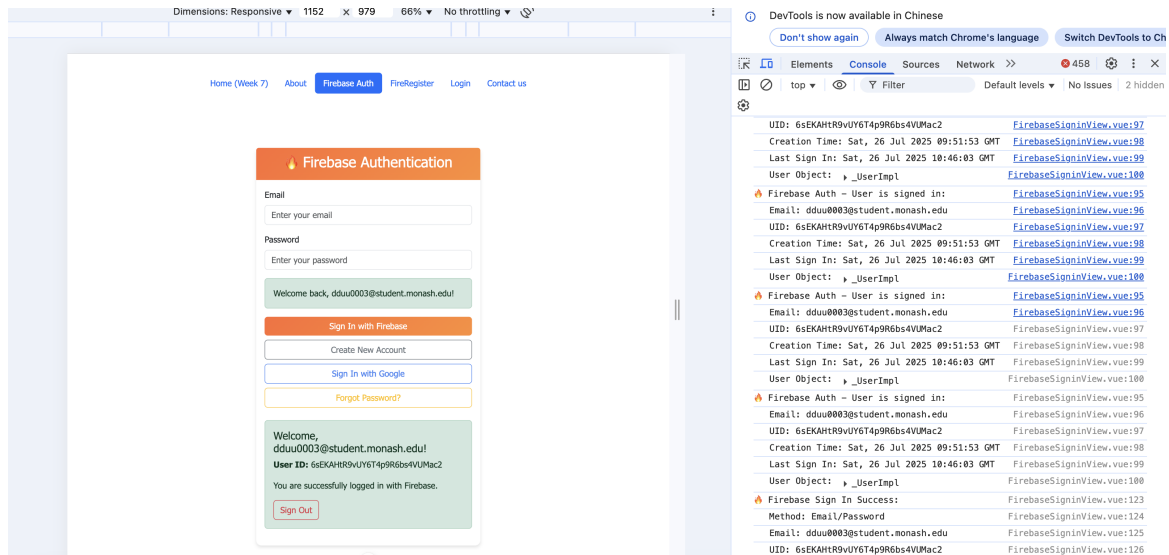 Dimensions: Responsive ▼ 1152 × 979 66% ▼ No throttling ▼
DevTools is now available in Chinese
Don't show again Always match Chrome's language Switch DevTools to Ch
Elements Console Sources Network 458
top ▼ Filter Default levels ▼ No Issues 2 hidden
Home (Week 7) About Firebase Auth FireRegister Login Contact us
🔥 Firebase Authentication
Email
Enter your email
Password
Enter your password
Welcome back, dduu0003@student.monash.edu!
Sign In with Firebase
Create New Account
Sign In with Google
Forgot Password?
Welcome,
dduu0003@student.monash.edu!
User ID: 6sEKAHtR9vUY6T4p9R6bs4VUMac2
You are successfully logged in with Firebase.
Sign Out
UID: 6sEKAHtR9vUY6T4p9R6bs4VUMac2 FirebaseSigninView.vue:97
Creation Time: Sat, 26 Jul 2025 09:51:53 GMT FirebaseSigninView.vue:98
Last Sign In: Sat, 26 Jul 2025 10:46:03 GMT FirebaseSigninView.vue:99
User Object: ▸ _UserImpl FirebaseSigninView.vue:100
🔥 Firebase Auth – User is signed in: FirebaseSigninView.vue:95
Email: dduu0003@student.monash.edu FirebaseSigninView.vue:96
UID: 6sEKAHtR9vUY6T4p9R6bs4VUMac2 FirebaseSigninView.vue:97
Creation Time: Sat, 26 Jul 2025 09:51:53 GMT FirebaseSigninView.vue:98
Last Sign In: Sat, 26 Jul 2025 10:46:03 GMT FirebaseSigninView.vue:99
User Object: ▸ _UserImpl FirebaseSigninView.vue:100
🔥 Firebase Auth – User is signed in: FirebaseSigninView.vue:95
Email: dduu0003@student.monash.edu FirebaseSigninView.vue:96
UID: 6sEKAHtR9vUY6T4p9R6bs4VUMac2 FirebaseSigninView.vue:97
Creation Time: Sat, 26 Jul 2025 09:51:53 GMT FirebaseSigninView.vue:98
Last Sign In: Sat, 26 Jul 2025 10:46:03 GMT FirebaseSigninView.vue:99
User Object: ▸ _UserImpl FirebaseSigninView.vue:100
🔥 Firebase Auth – User is signed in: FirebaseSigninView.vue:95
Email: dduu0003@student.monash.edu FirebaseSigninView.vue:96
UID: 6sEKAHtR9vUY6T4p9R6bs4VUMac2 FirebaseSigninView.vue:97
Creation Time: Sat, 26 Jul 2025 09:51:53 GMT FirebaseSigninView.vue:98
Last Sign In: Sat, 26 Jul 2025 10:46:03 GMT FirebaseSigninView.vue:99
User Object: ▸ _UserImpl FirebaseSigninView.vue:100
🔥 Firebase Sign In Success: FirebaseSigninView.vue:123
Method: Email/Password FirebaseSigninView.vue:124
Email: dduu0003@student.monash.edu FirebaseSigninView.vue:125
UID: 6sEKAHtR9vUY6T4p9R6bs4VUMac2 FirebaseSigninView.vue:126